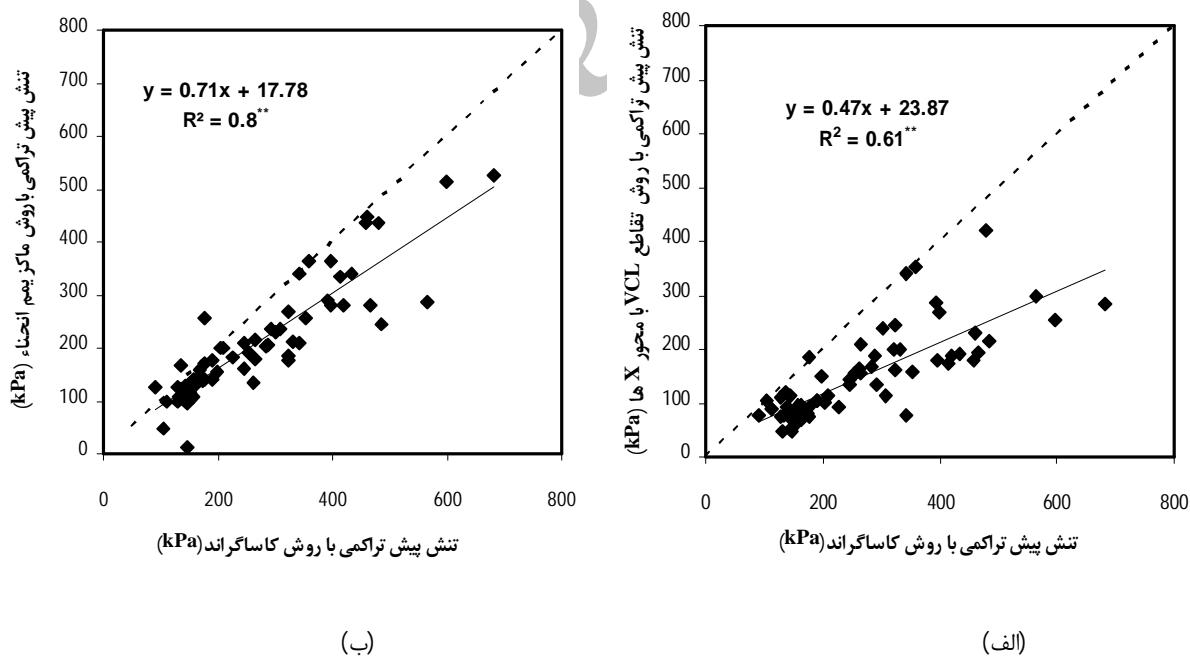 تنش پیش تراکمی با روش تقاطع VCL با محور X ها (kPa)
800
700
600
500
400
300
200
100
0
y = 0.47x + 23.87
R² = 0.61**
0 200 400 600 800
تنش پیش تراکمی با روش کاساگراند(kPa)
(الف)
تنش پیش تراکمی با روش ماکزیمم انحناء (kPa)
800
700
600
500
400
300
200
100
0
y = 0.71x + 17.78
R² = 0.8**
0 200 400 600 800
تنش پیش تراکمی با روش کاساگراند(kPa)
(ب)